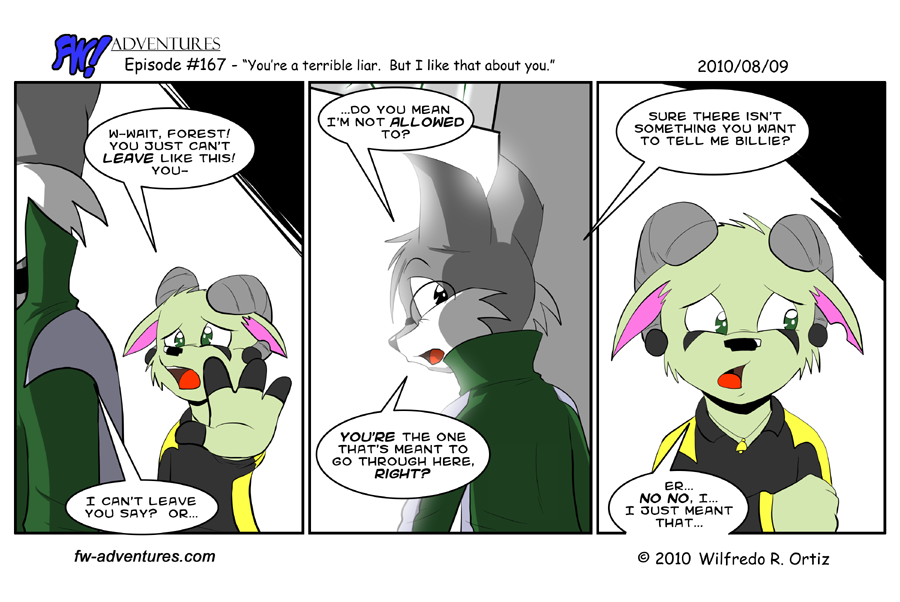 FW! ADVENTURES
Episode #167 - "You're a terrible liar.  But I like that about you."
2010/08/09
W-WAIT, FOREST!
YOU JUST CAN'T
LEAVE LIKE THIS!
YOU-
I CAN'T LEAVE
YOU SAY?  OR...
...DO YOU MEAN
I'M NOT ALLOWED
TO?
YOU'RE THE ONE
THAT'S MEANT TO
GO THROUGH HERE,
RIGHT?
SURE THERE ISN'T
SOMETHING YOU WANT
TO TELL ME BILLIE?
ER...
NO NO, I...
I JUST MEANT
THAT...
fw-adventures.com
© 2010  Wilfredo R. Ortiz